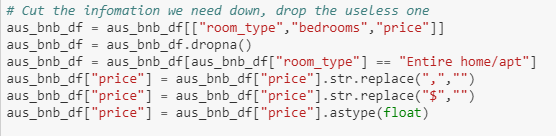 # Cut the infomation we need down, drop the useless one
aus_bnb_df = aus_bnb_df[["room_type","bedrooms","price"]]
aus_bnb_df = aus_bnb_df.dropna()
aus_bnb_df = aus_bnb_df[aus_bnb_df["room_type"] == "Entire home/apt"]
aus_bnb_df["price"] = aus_bnb_df["price"].str.replace(",","")
aus_bnb_df["price"] = aus_bnb_df["price"].str.replace("$","")
aus_bnb_df["price"] = aus_bnb_df["price"].astype(float)